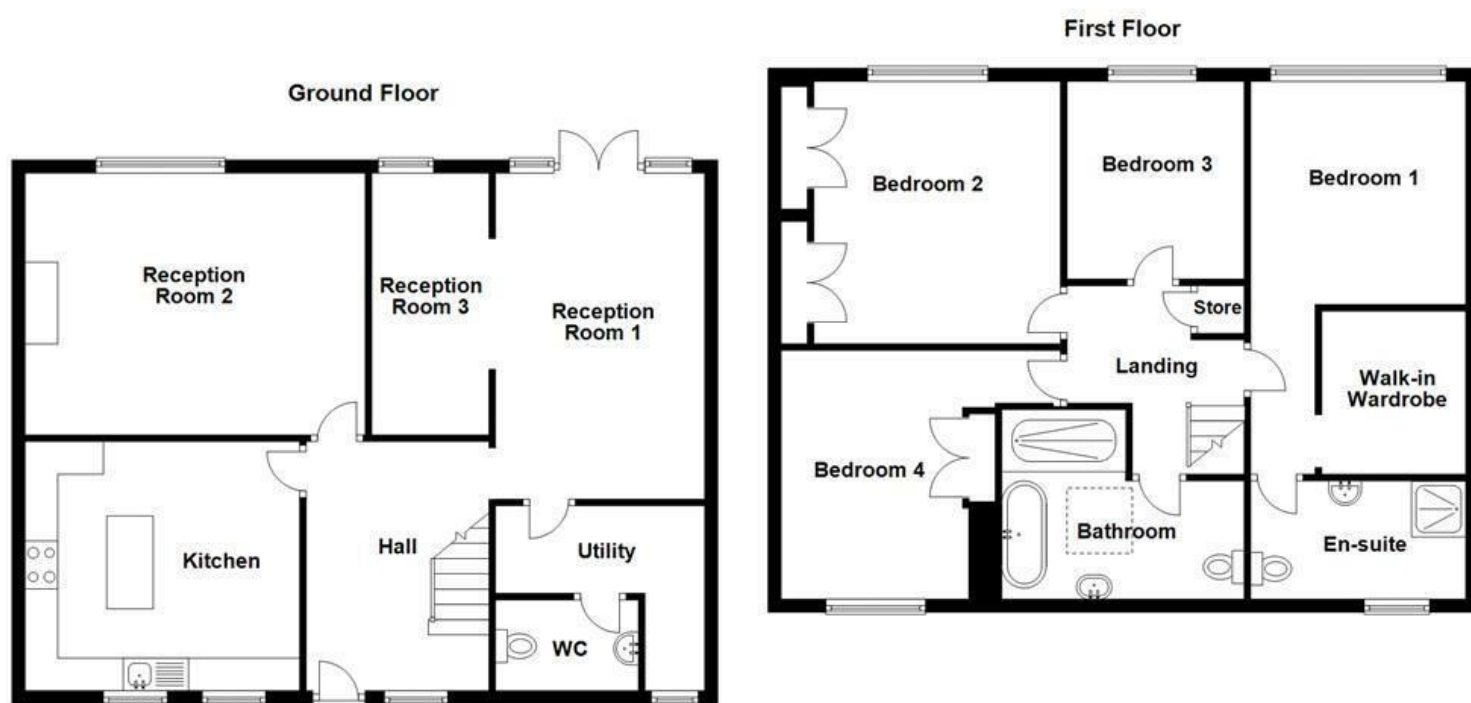 Ground Floor
Reception
Room 2
Reception
Room 3
Reception
Room 1
Kitchen
Hall
Utility
WC
First Floor
Bedroom 2
Bedroom 3
Bedroom 1
Store
Landing
Walk-in
Wardrobe
Bedroom 4
Bathroom
En-suite